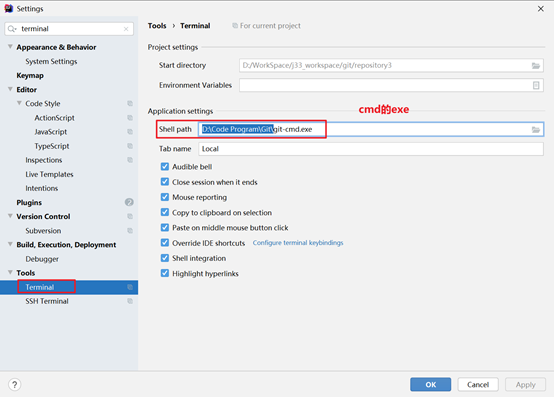 Settings
terminal
Appearance & Behavior
System Settings
Keymap
Editor
Code Style
ActionScript
JavaScript
TypeScript
Inspections
Live Templates
Intentions
Plugins
2
Version Control
Subversion
Build, Execution, Deployment
Debugger
Tools
Terminal
SSH Terminal
Tools › Terminal
For current project
Project settings
Start directory
D:/WorkSpace/j33_workspace/git/repository3
Environment Variables
Application settings
cmd的exe
Shell path
D:\Code Program\Git\git-cmd.exe
Tab name
Local
Audible bell
Close session when it ends
Mouse reporting
Copy to clipboard on selection
Paste on middle mouse button click
Override IDE shortcuts
Configure terminal keybindings
Shell integration
Highlight hyperlinks
?
OK
Cancel
Apply